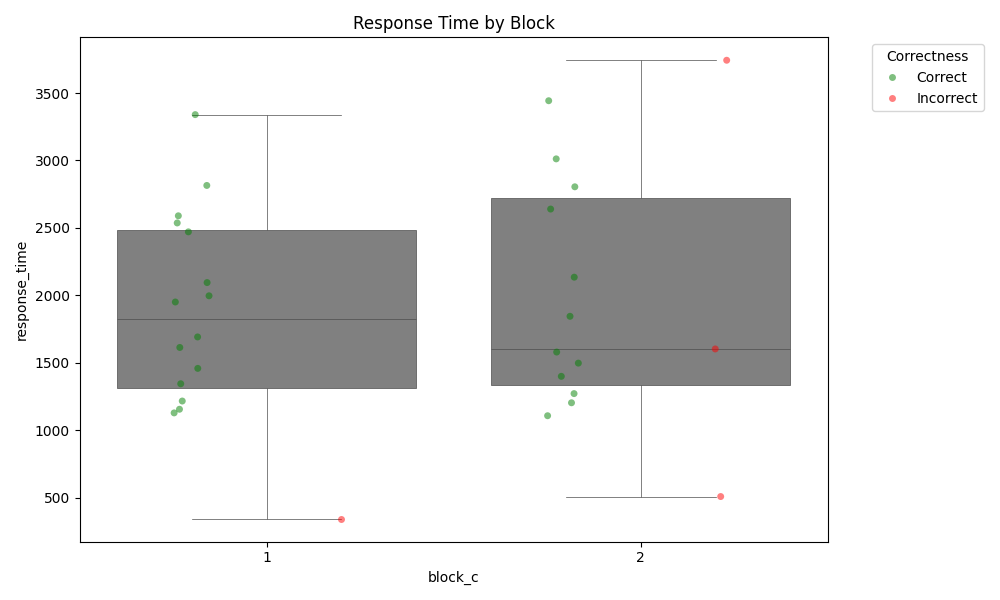 Response Time by Block
Correctness
Correct
Incorrect
response_time
3500
3000
2500
2000
1500
1000
500
1
2
block_c